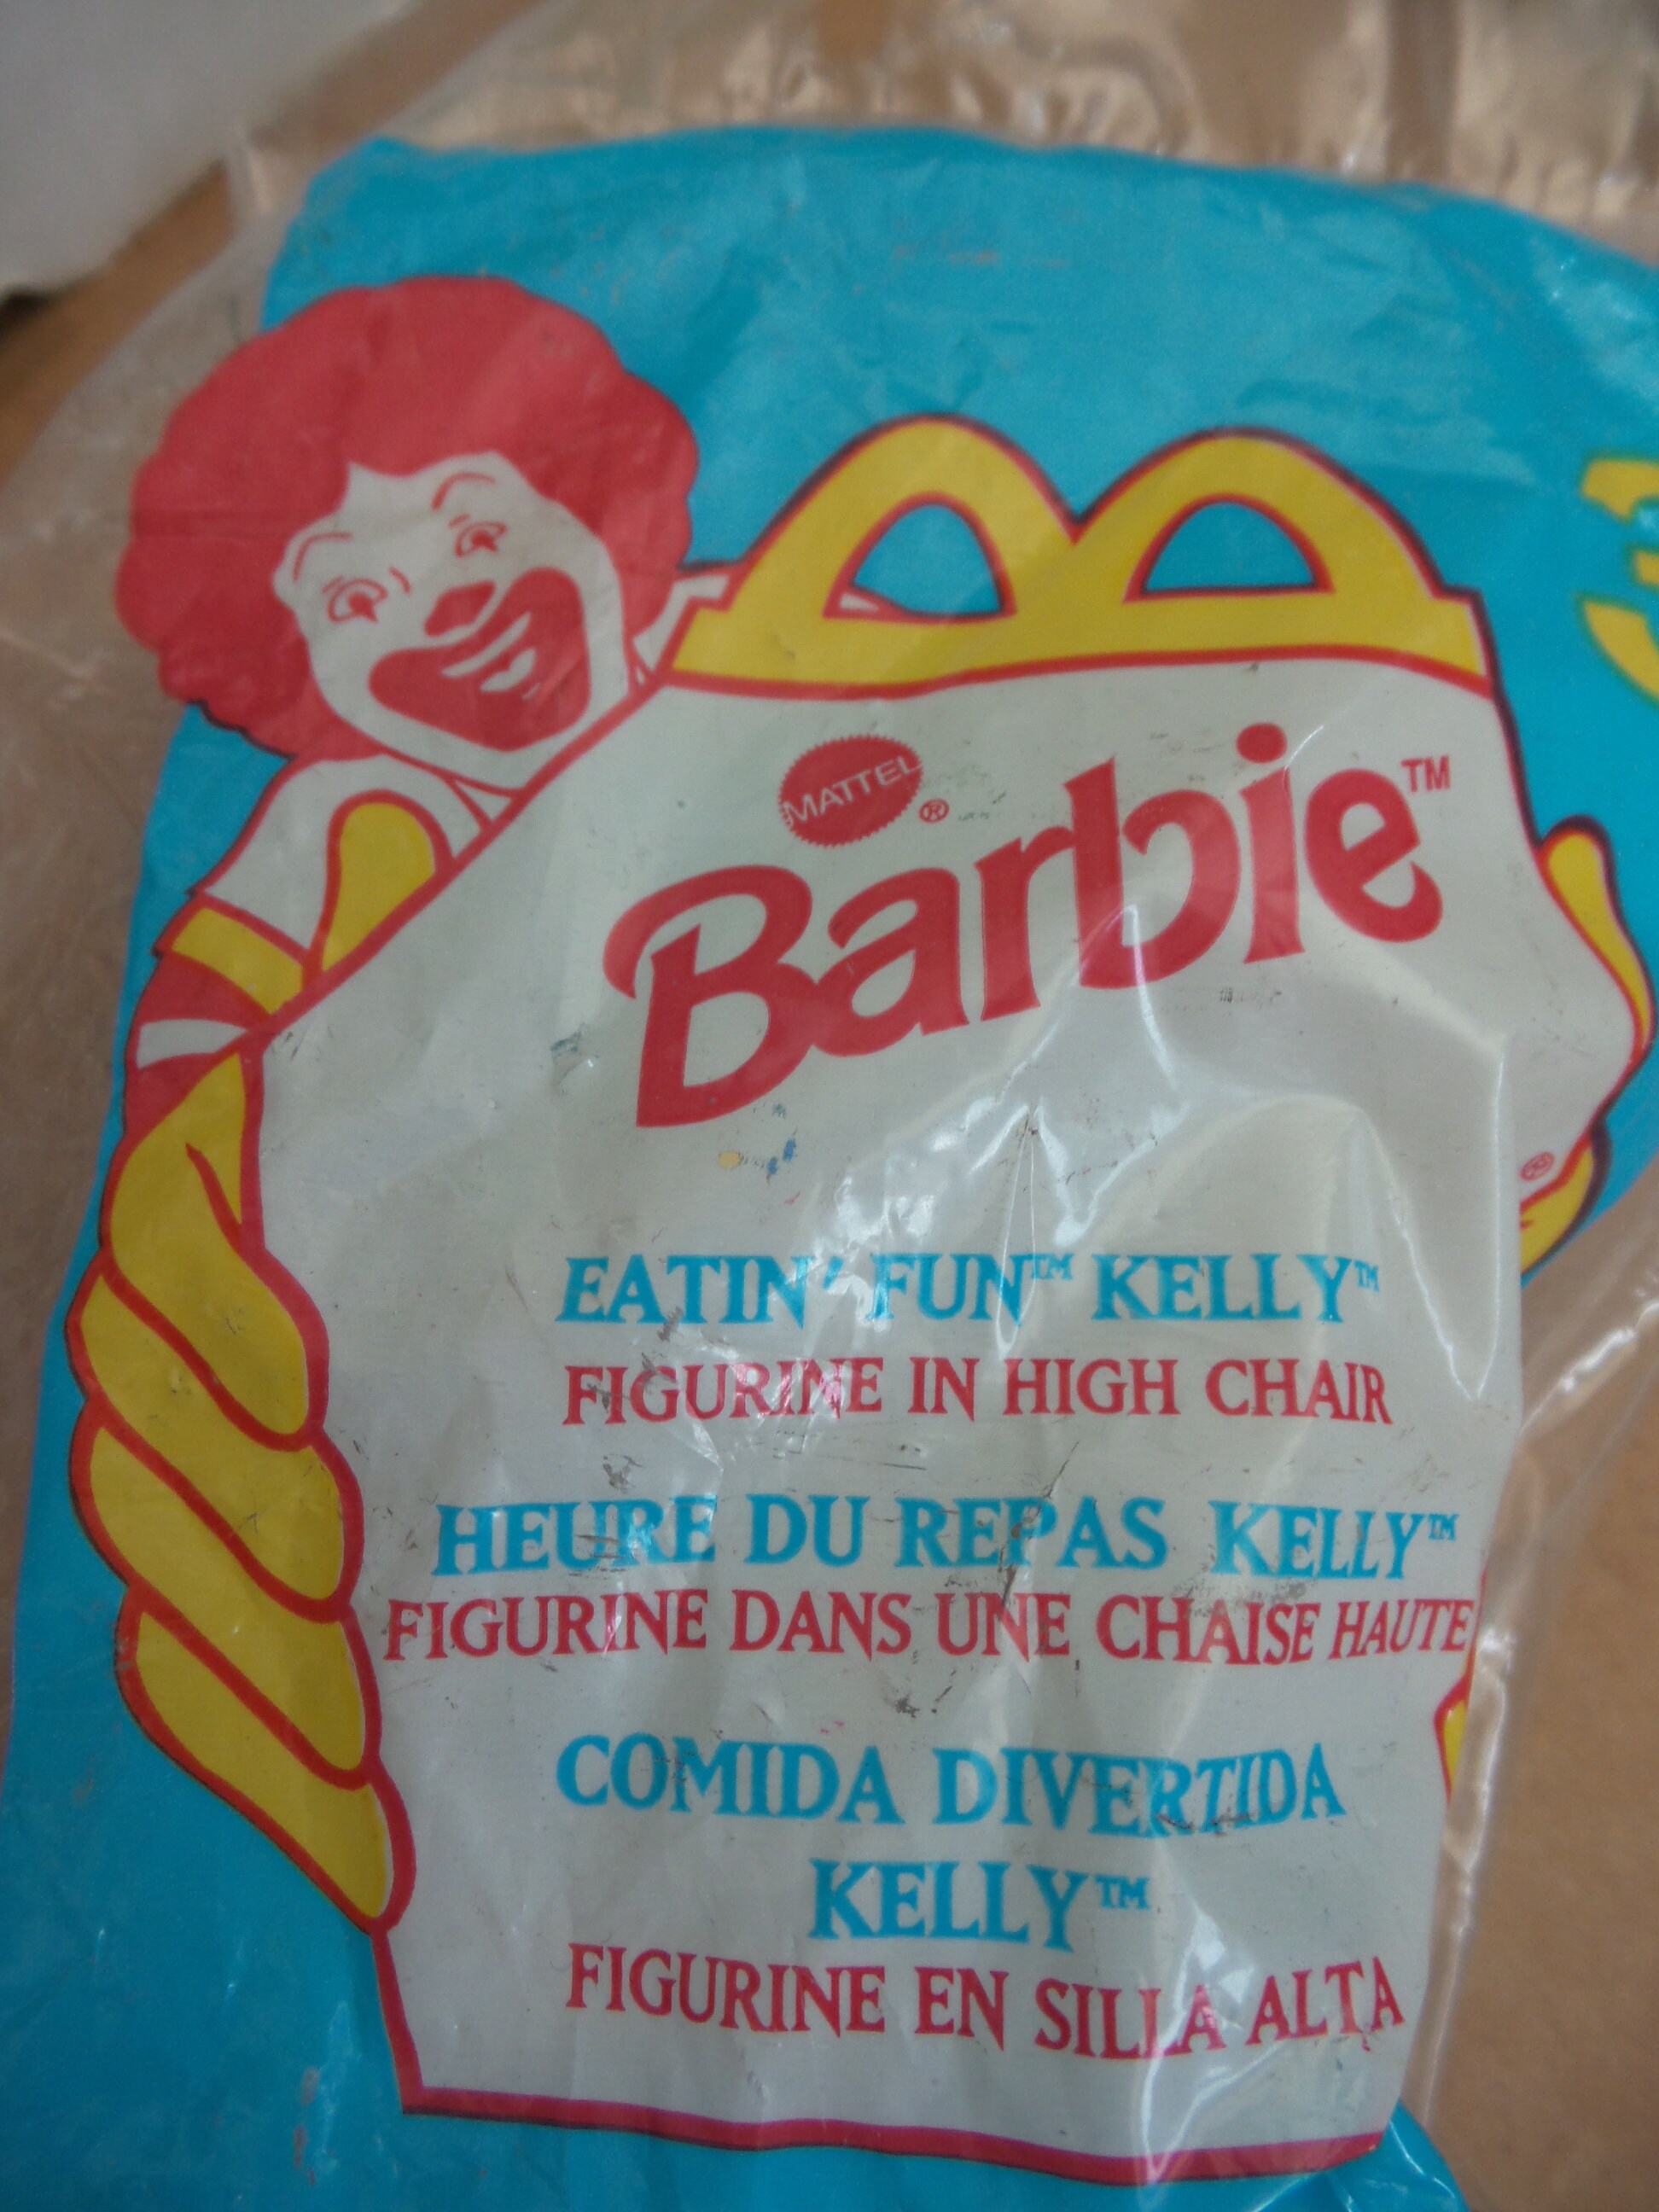 MATTEL®
Barbie™
EATIN' FUN™ KELLY™
FIGURINE IN HIGH CHAIR
HEURE DU REPAS KELLY™
FIGURINE DANS UNE CHAISE HAUTE
COMIDA DIVERTIDA
KELLY™
FIGURINE EN SILLA ALTA
®